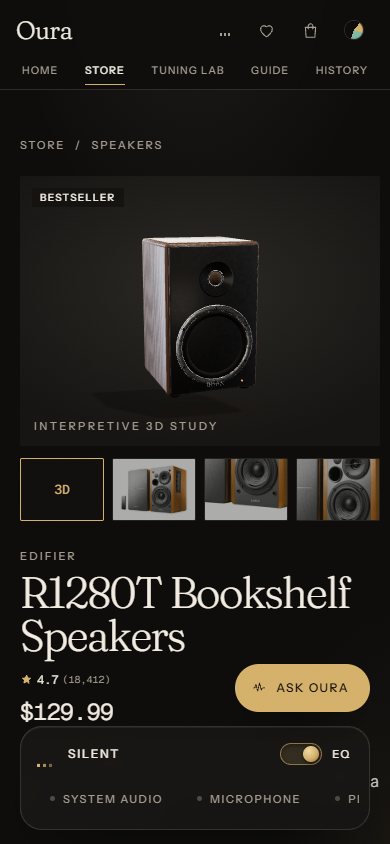 Oura
HOME STORE TUNING LAB GUIDE HISTORY
STORE / SPEAKERS
BESTSELLER
INTERPRETIVE 3D STUDY
3D
EDIFIER
R1280T Bookshelf
Speakers
4.7 (18,412)
ASK OURA
$129.99
SILENT EQ
a
SYSTEM AUDIO MICROPHONE